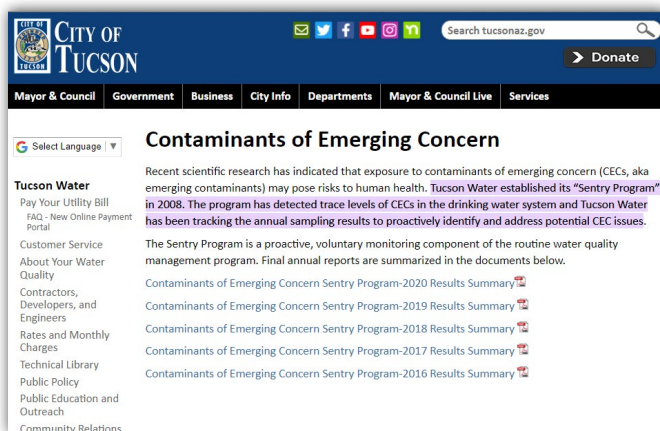 CITY OF
TUCSON
CITY OF
TUCSON
Search tucsonaz.gov
Donate
Mayor & Council Government Business City Info Departments Mayor & Council Live Services
Select Language
Contaminants of Emerging Concern
Recent scientific research has indicated that exposure to contaminants of emerging concern (CECs, aka
emerging contaminants) may pose risks to human health. Tucson Water established its “Sentry Program”
in 2008. The program has detected trace levels of CECs in the drinking water system and Tucson Water
has been tracking the annual sampling results to proactively identify and address potential CEC issues.
The Sentry Program is a proactive, voluntary monitoring component of the routine water quality
management program. Final annual reports are summarized in the documents below.
Contaminants of Emerging Concern Sentry Program-2020 Results Summary
Contaminants of Emerging Concern Sentry Program-2019 Results Summary
Contaminants of Emerging Concern Sentry Program-2018 Results Summary
Contaminants of Emerging Concern Sentry Program-2017 Results Summary
Contaminants of Emerging Concern Sentry Program-2016 Results Summary
Tucson Water
Pay Your Utility Bill
FAQ - New Online Payment
Portal
Customer Service
About Your Water
Quality
Contractors,
Developers, and
Engineers
Rates and Monthly
Charges
Technical Library
Public Policy
Public Education and
Outreach
Community Relations